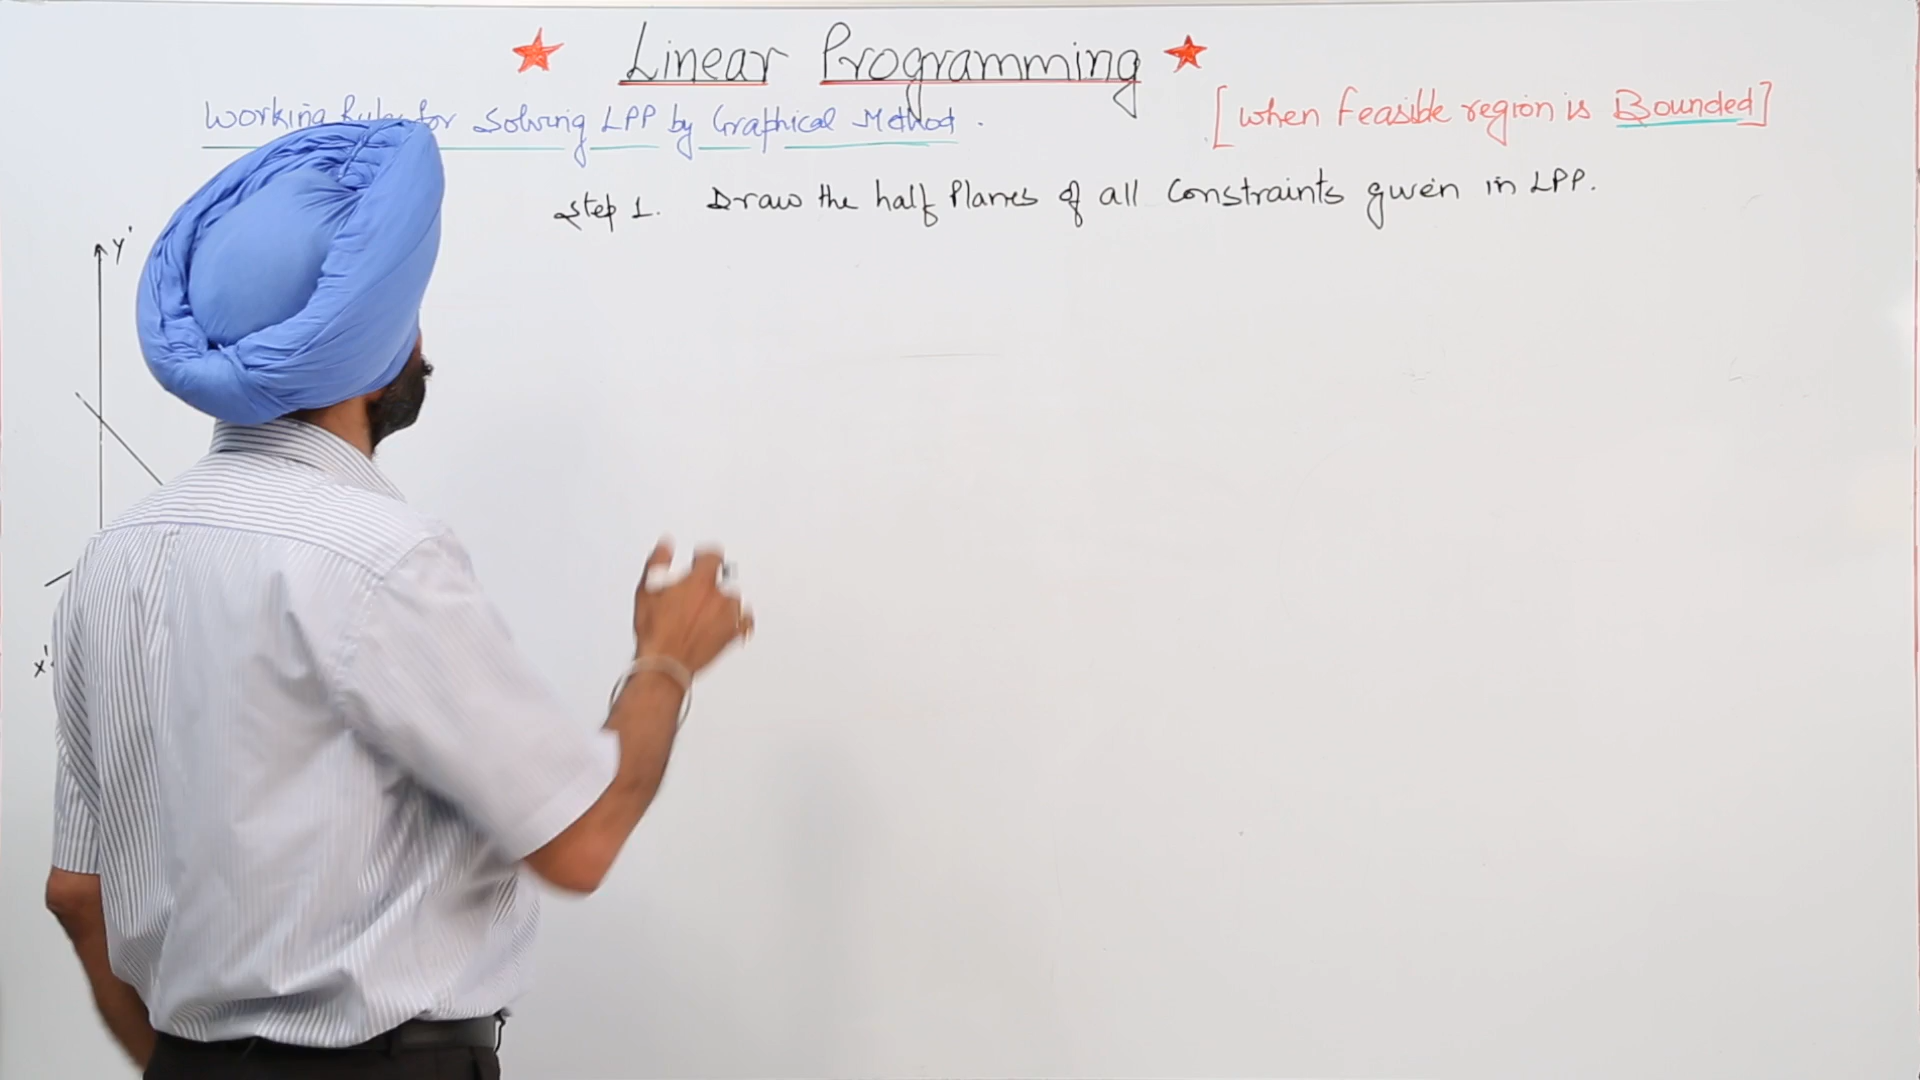 Linear Programming
Working Rule for Solving LPP by Graphical Method.
[when Feasible region is Bounded]
Step 1. Draw the half Planes of all Constraints given in LPP.
Y'
X'